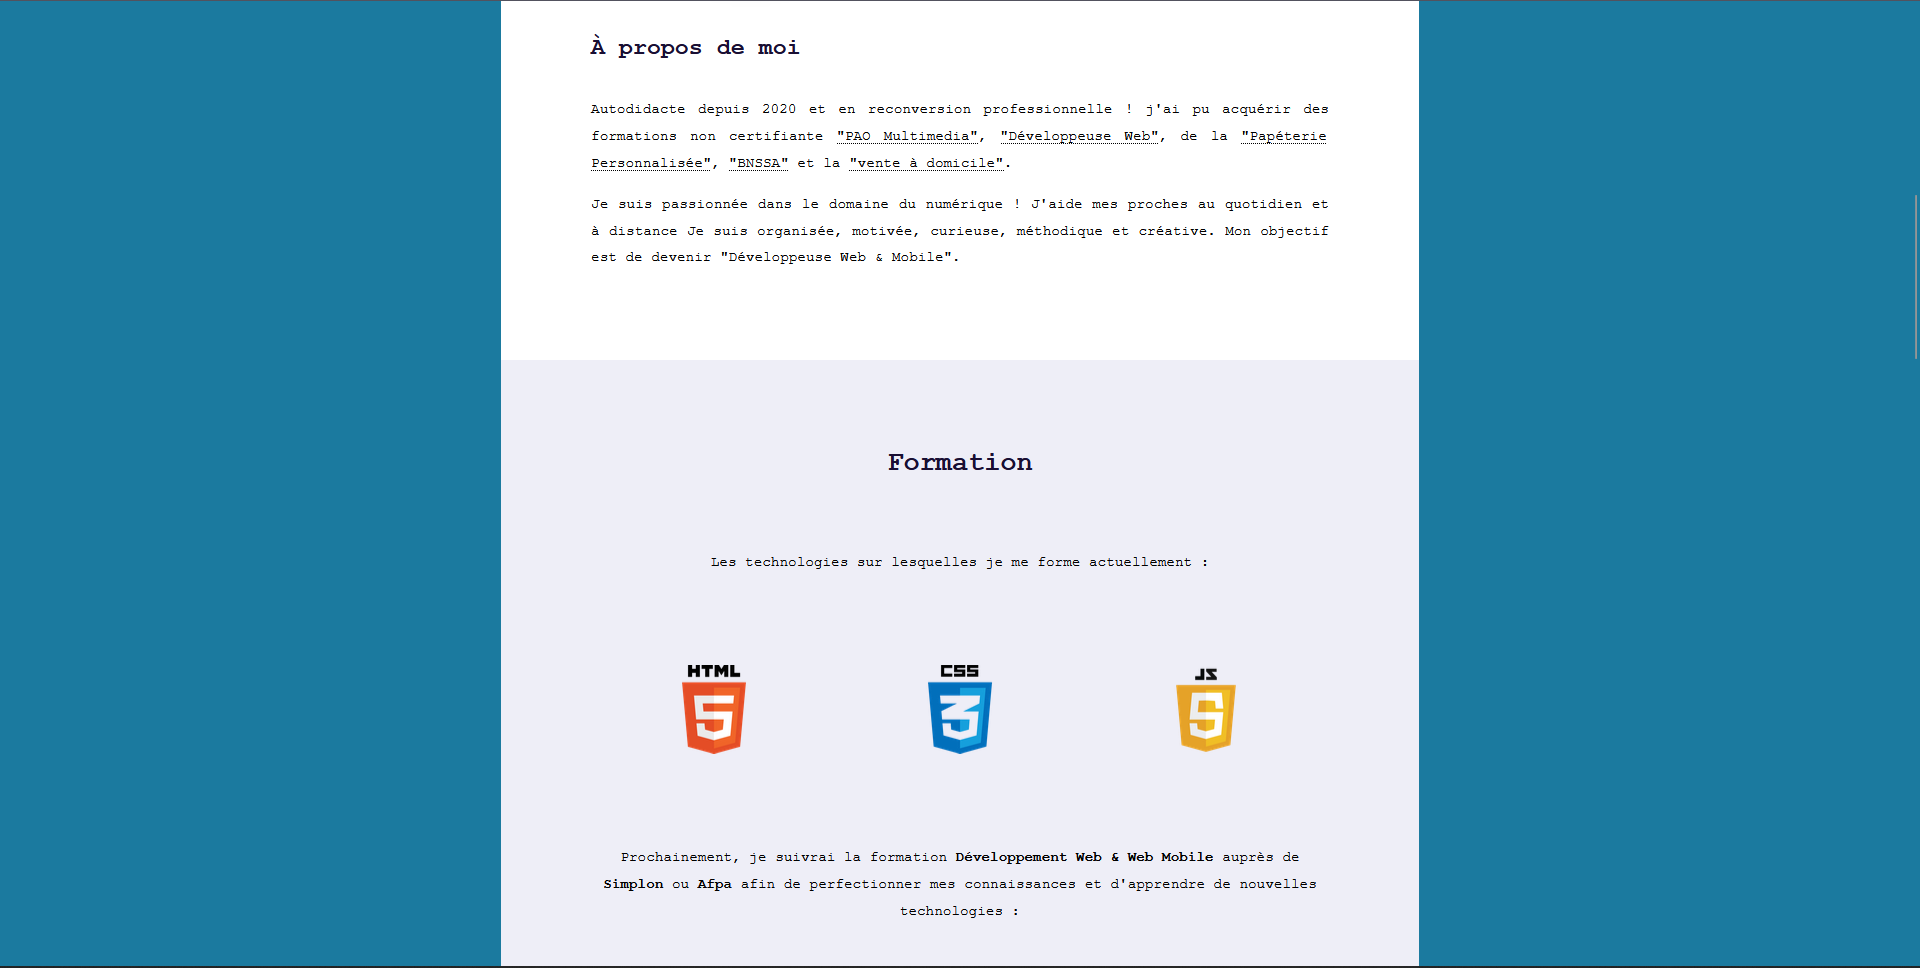 À propos de moi
Autodidacte depuis 2020 et en reconversion professionnelle ! j'ai pu acquérir des
formations non certifiante "PAO Multimedia", "Développeuse Web", de la "Papéterie
Personnalisée", "BNSSA" et la "vente à domicile".
Je suis passionnée dans le domaine du numérique ! J'aide mes proches au quotidien et
à distance Je suis organisée, motivée, curieuse, méthodique et créative. Mon objectif
est de devenir "Développeuse Web & Mobile".
Formation
Les technologies sur lesquelles je me forme actuellement :
HTML CSS JS
5 3 5
Prochainement, je suivrai la formation Développement Web & Web Mobile auprès de
Simplon ou Afpa afin de perfectionner mes connaissances et d'apprendre de nouvelles
technologies :